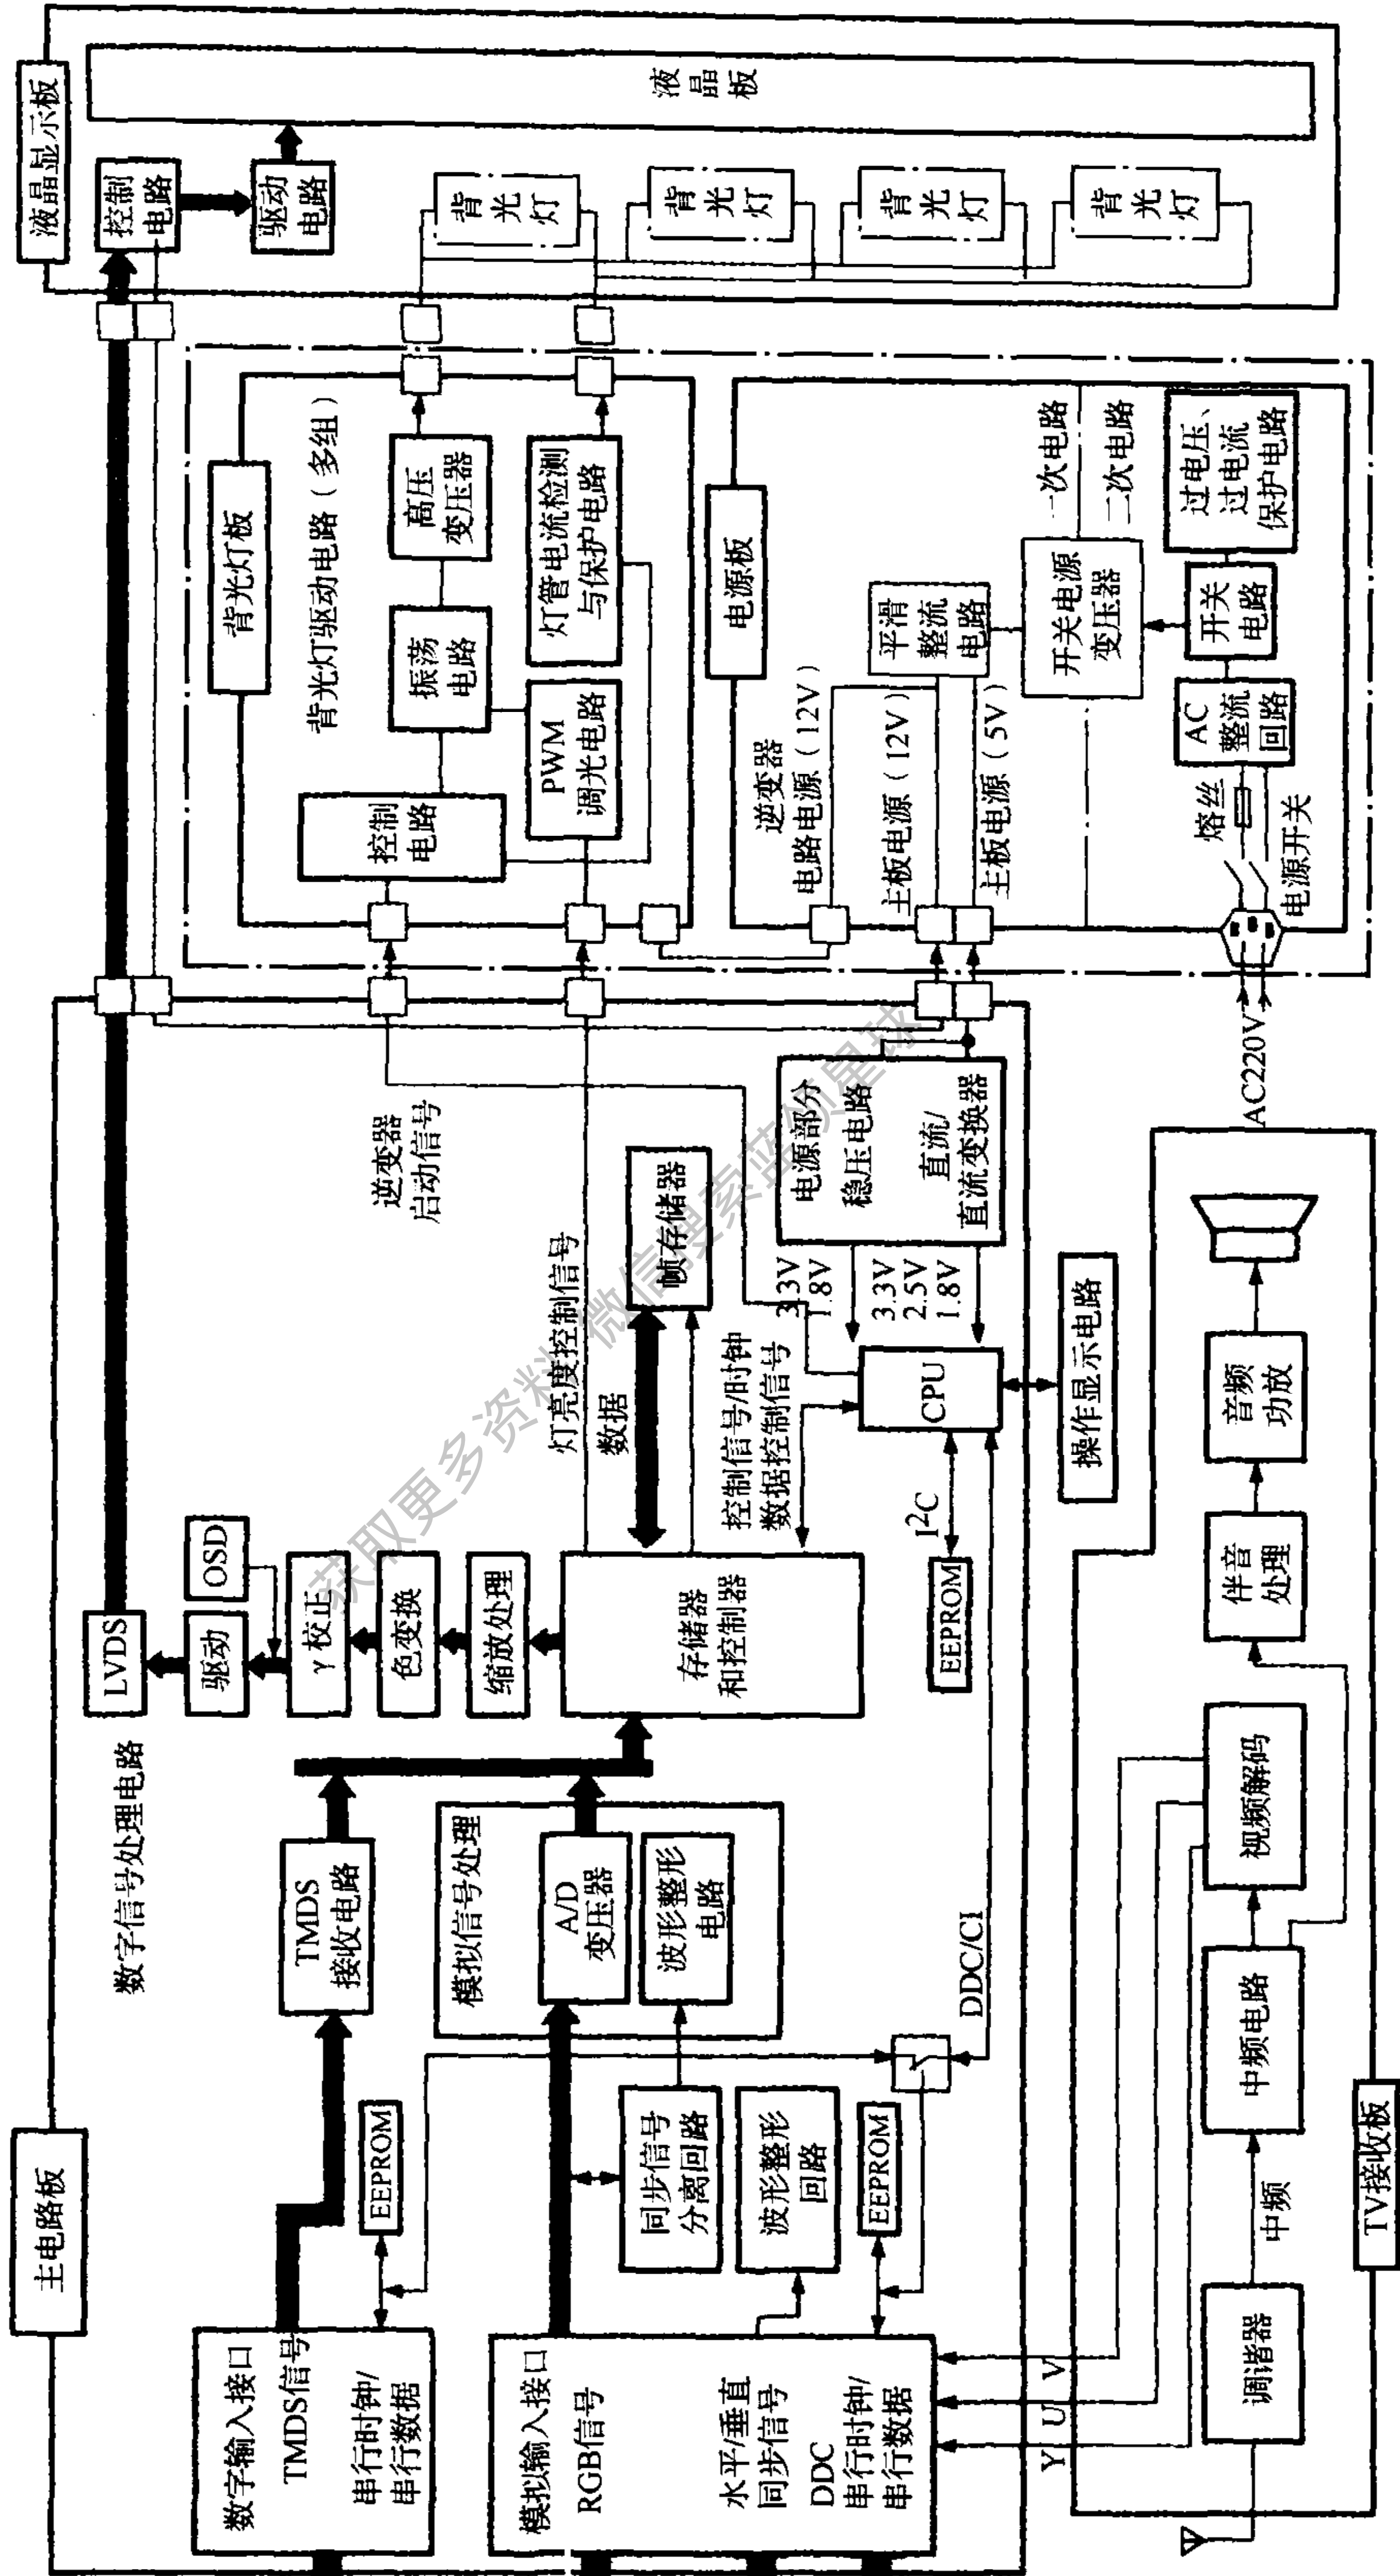 主电路板
数字输入接口
TMDS信号
串行时钟/
串行数据
EEPROM
TMDS
接收电路
数字信号处理电路
LVDS
驱动
OSD
γ校正
色变换
缩放处理
存储器
和控制器
模拟输入接口
RGB信号
水平/垂直
同步信号
DDC
串行时钟/
串行数据
同步信号
分离回路
波形整形
回路
EEPROM
模拟信号处理
A/D
变压器
波形整形
电路
DDC/CI
数据
帧存储器
灯亮度控制信号
逆变器
启动信号
控制信号/时钟
数据控制信号
CPU
I²C
EEPROM
操作显示电路
3.3V
1.8V
3.3V
2.5V
1.8V
电源部分
稳压电路
直流/
直流变换器
背光灯板
背光灯驱动电路(多组)
控制
电路
振荡
电路
高压
变压器
PWM
调光电路
灯管电流检测
与保护电路
电源板
逆变器
电路电源(12V)
主板电源(12V)
主板电源(5V)
平滑
整流
电路
开关电源
变压器
一次电路
二次电路
AC220V
电源开关
熔丝
AC
整流
回路
开关
电路
过电压、
过电流
保护电路
液晶显示板
控制
电路
驱动
电路
液晶板
背光灯
背光灯
背光灯
背光灯
TV接收板
调谐器
中频
中频电路
视频解码
伴音
处理
音频
功放
Y
U
V
获取更多资料 微信搜索蓝领星球